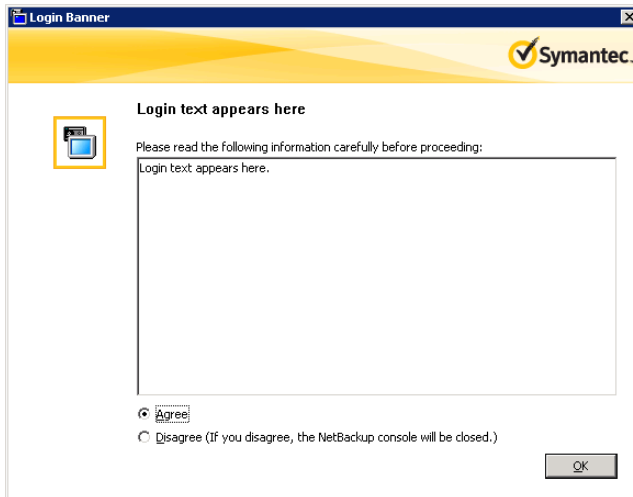 Login Banner
Symantec.
Login text appears here
Please read the following information carefully before proceeding:
Login text appears here.
Agree
Disagree (If you disagree, the NetBackup console will be closed.)
OK